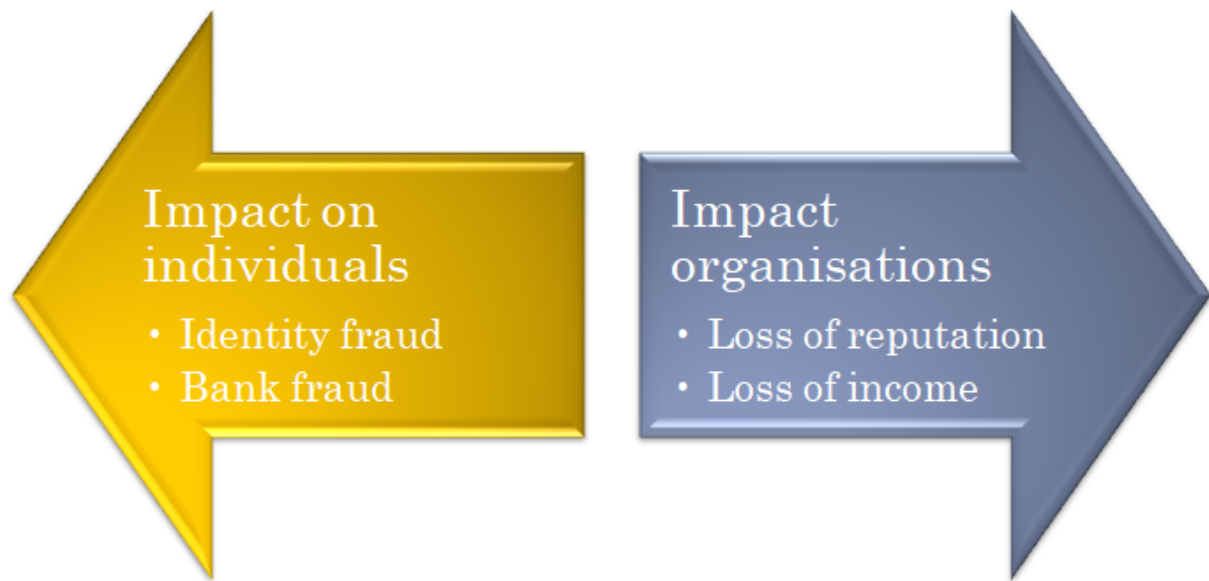 Impact on
individuals
• Identity fraud
• Bank fraud
Impact
organisations
• Loss of reputation
• Loss of income